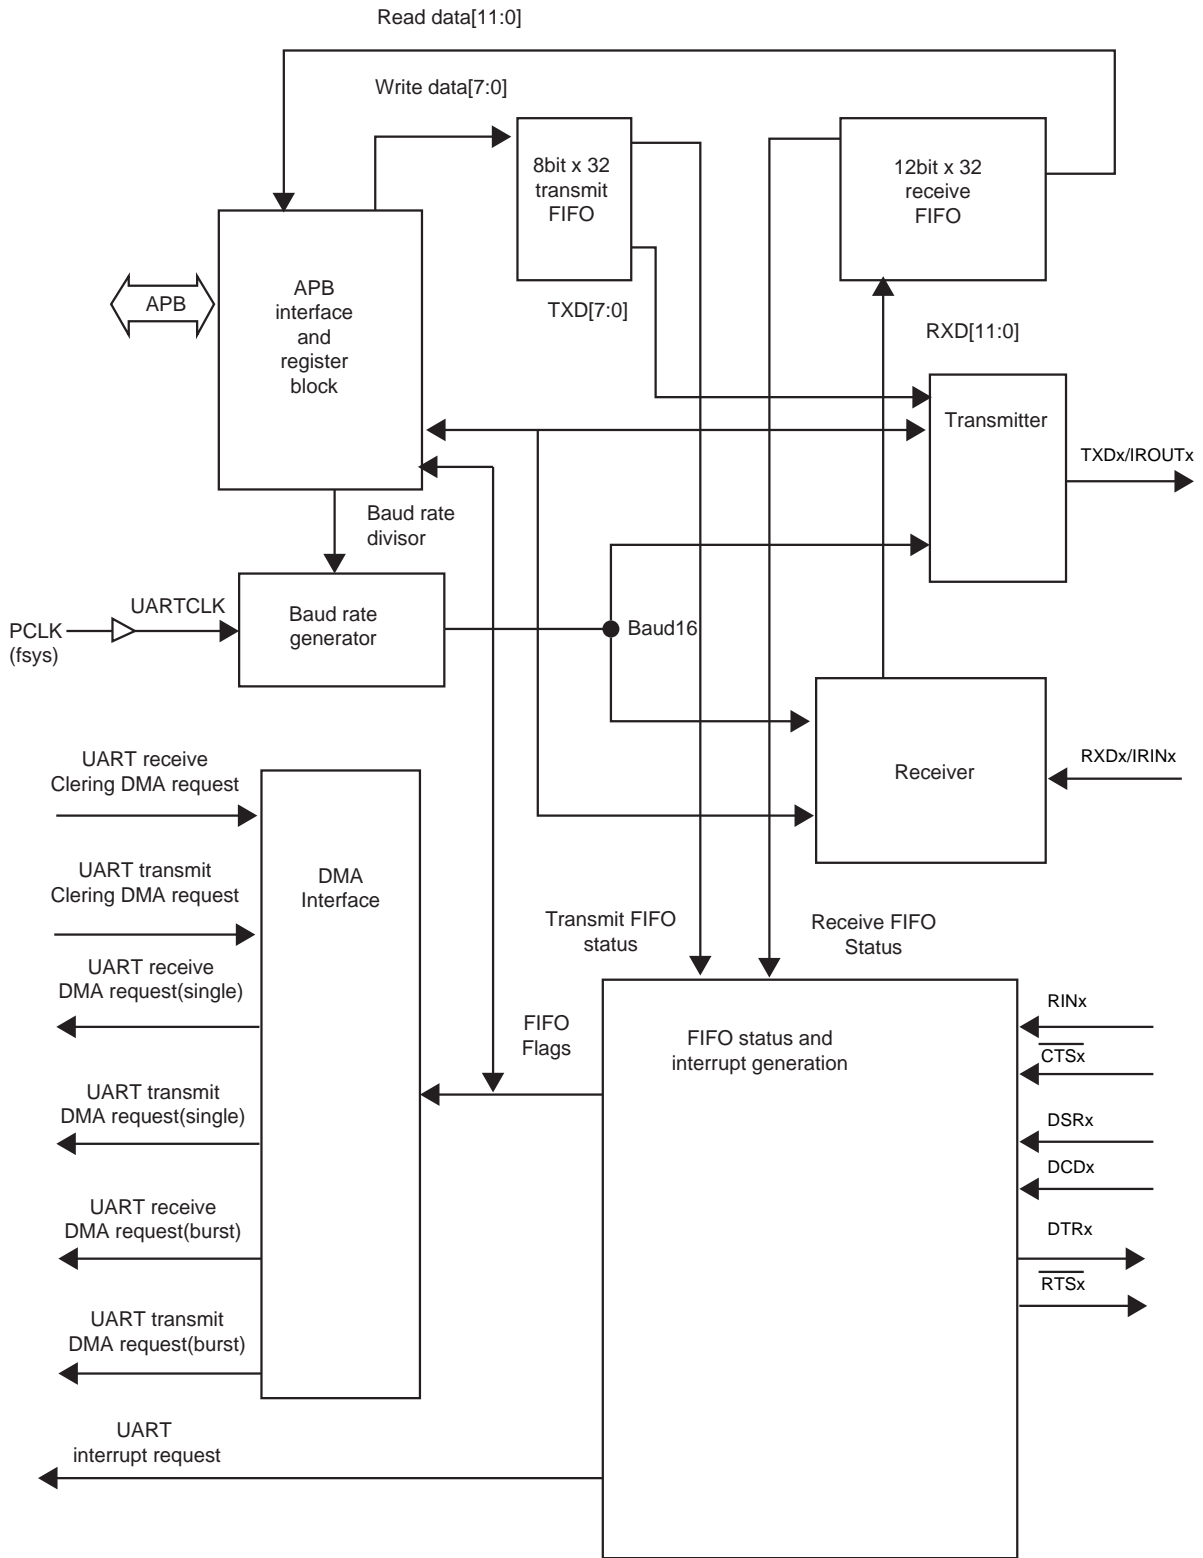 Read data[11:0]
Write data[7:0]
8bit x 32
transmit
FIFO
12bit x 32
receive
FIFO
APB
APB
interface
and
register
block
TXD[7:0]
RXD[11:0]
Transmitter
TXDx/IROUTx
Baud rate
divisor
UARTCLK
PCLK
(fsys)
Baud rate
generator
Baud16
UART receive
Clering DMA request
Receiver
RXDx/IRINx
UART transmit
Clering DMA request
DMA
Interface
Transmit FIFO
status
Receive FIFO
Status
UART receive
DMA request(single)
FIFO
Flags
FIFO status and
interrupt generation
RINx
CTSx
UART transmit
DMA request(single)
DSRx
DCDx
UART receive
DMA request(burst)
DTRx
RTSx
UART transmit
DMA request(burst)
UART
interrupt request